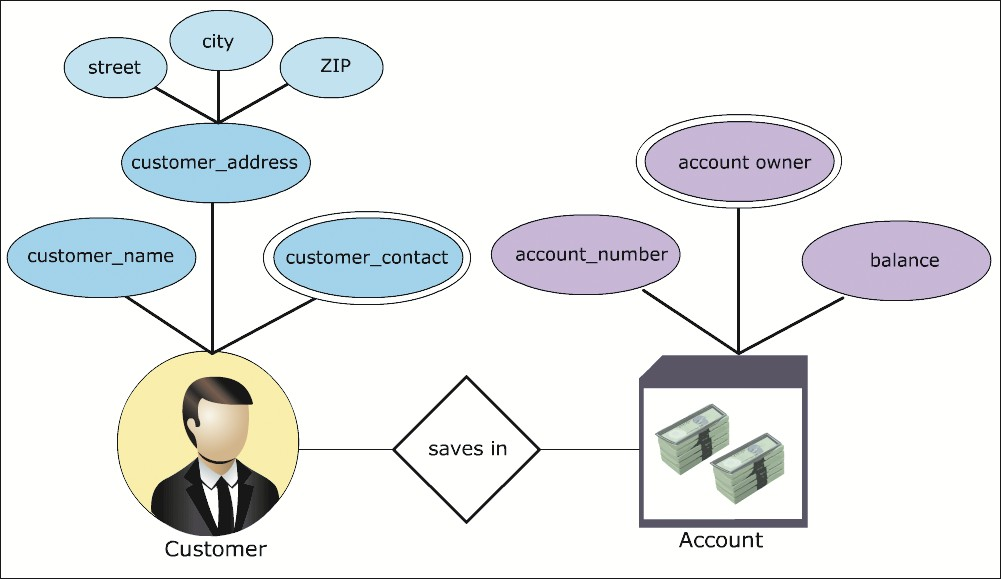 city
street
ZIP
customer_address
account owner
customer_name
customer_contact
account_number
balance
saves in
Customer
Account